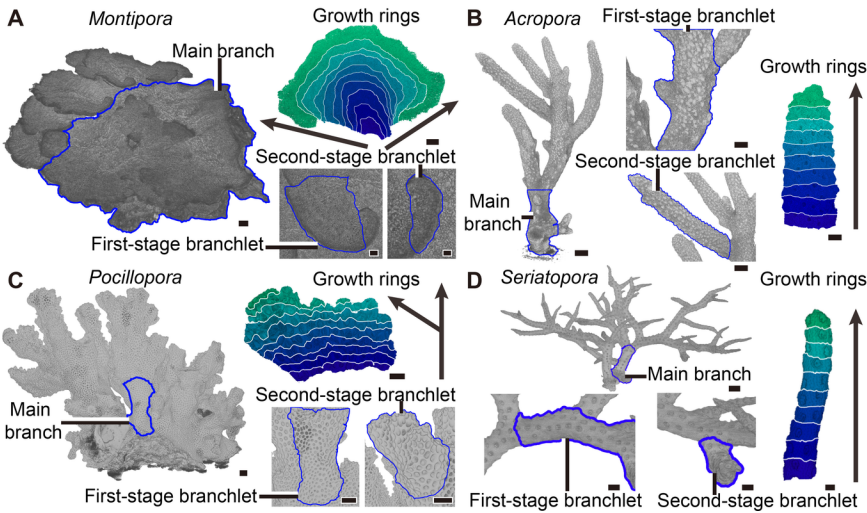 A
Montipora
Main branch
Growth rings
Second-stage branchlet
First-stage branchlet
B
Acropora
First-stage branchlet
Second-stage branchlet
Main
branch
Growth rings
C
Pocillopora
Main
branch
Growth rings
Second-stage branchlet
First-stage branchlet
D
Seriatopora
Growth rings
Main branch
First-stage branchlet
Second-stage branchlet